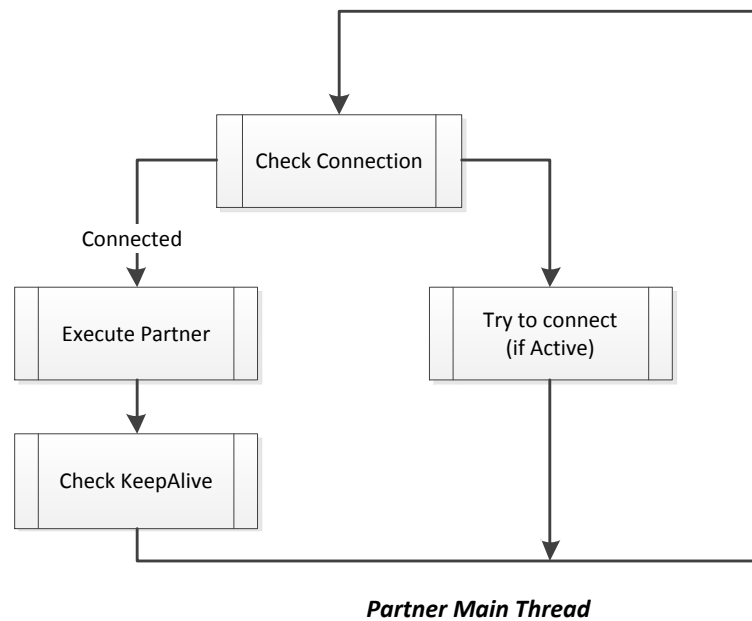 Check Connection
Connected
Execute Partner
Try to connect
(if Active)
Check KeepAlive
Partner Main Thread